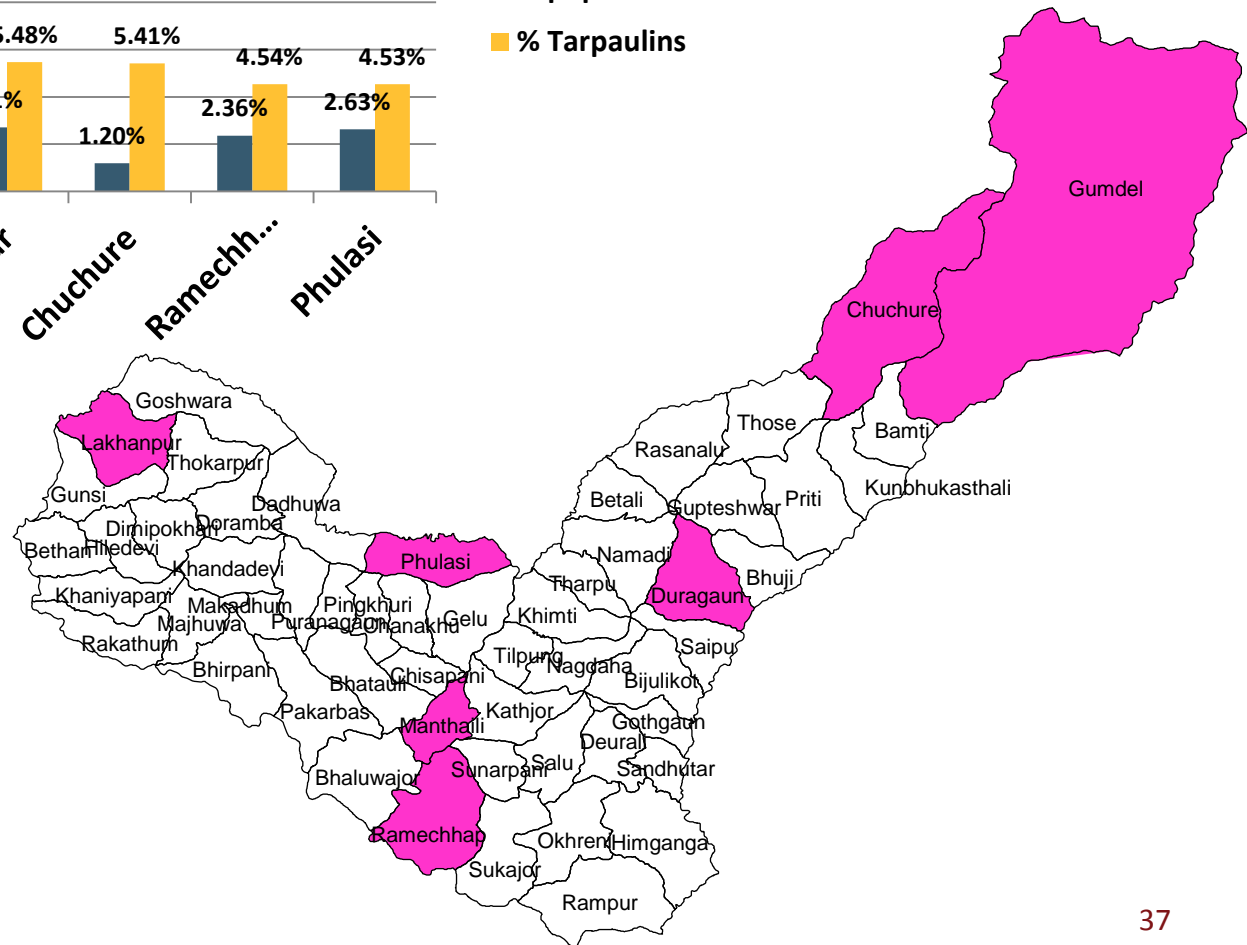 5.48%
5.41%
4.54%
4.53%
% Tarpaulins
2.36%
2.63%
1.20%
Chuchure
Ramechh...
Phulasi
Gumdel
Chuchure
Goshwara
Lakhanpur
Thokarpur
Those
Bamti
Rasanalu
Gunsi
Dadhuwa
Betali
Gupteshwar
Priti
Kunbhukasthali
Dimipokhari
Doramba
Bethan
Hiledevi
Phulasi
Namadi
Khandadevi
Tharpu
Duragaun
Bhuji
Khaniyapani
Makadhum
Pingkhuri
Majhuwa
Puranagaun
Chanakhu
Gelu
Khimti
Rakathum
Saipu
Bhirpani
Tilpung
Nagdaha
Bhatauli
Chisapani
Bijulikot
Pakarbas
Manthali
Kathjor
Gothgaun
Deurali
Bhaluwajor
Sunarpani
Salu
Sandhutar
Ramechhap
Okhreni
Himganga
Sukajor
Rampur
37